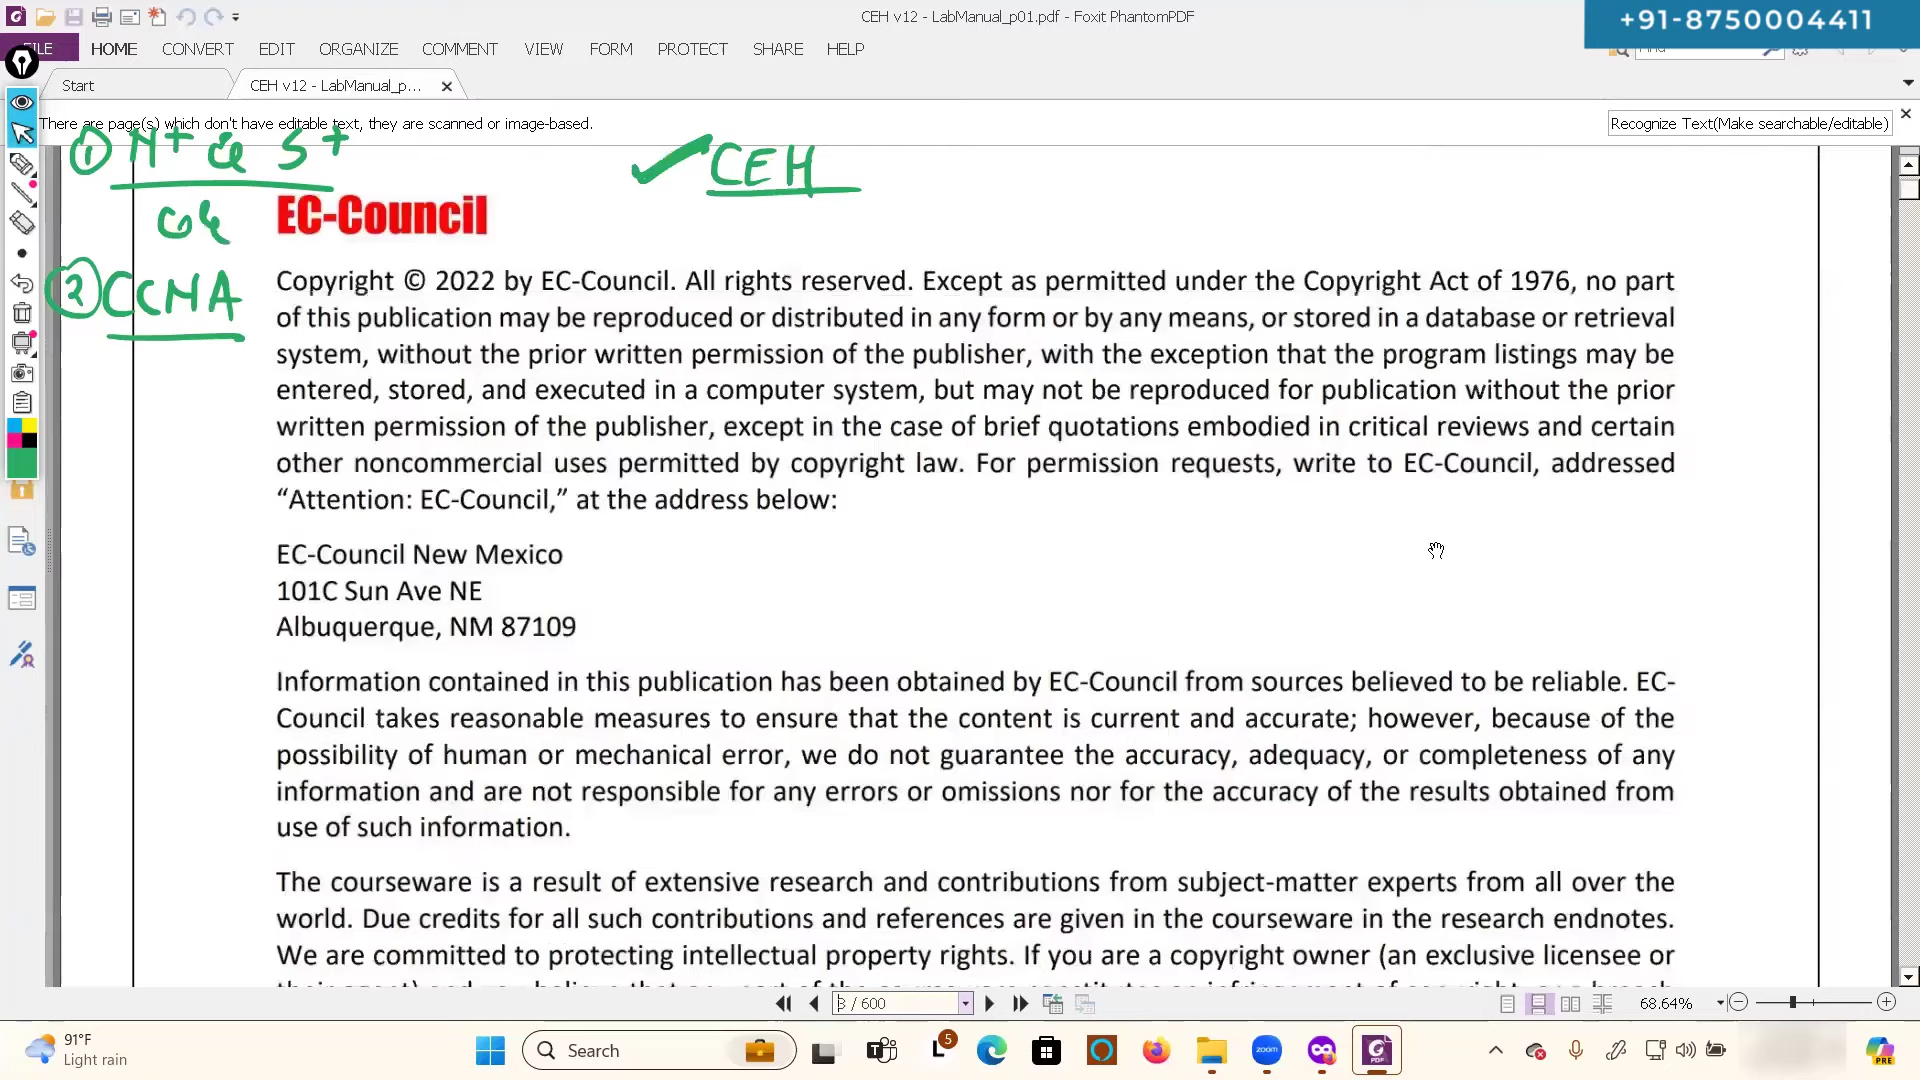 CEH v12 - LabManual_p01.pdf - Foxit PhantomPDF
+91-8750004411
FILE HOME CONVERT EDIT ORGANIZE COMMENT VIEW FORM PROTECT SHARE HELP
Find
Start CEH v12 - LabManual_p...
There are page(s) which don't have editable text, they are scanned or image-based. Recognize Text(Make searchable/editable)
① N+ & S+
✓ CEH
EC-Council
② CCNA
Copyright © 2022 by EC-Council. All rights reserved. Except as permitted under the Copyright Act of 1976, no part
of this publication may be reproduced or distributed in any form or by any means, or stored in a database or retrieval
system, without the prior written permission of the publisher, with the exception that the program listings may be
entered, stored, and executed in a computer system, but may not be reproduced for publication without the prior
written permission of the publisher, except in the case of brief quotations embodied in critical reviews and certain
other noncommercial uses permitted by copyright law. For permission requests, write to EC-Council, addressed
“Attention: EC-Council,” at the address below:
EC-Council New Mexico
101C Sun Ave NE
Albuquerque, NM 87109
Information contained in this publication has been obtained by EC-Council from sources believed to be reliable. EC-
Council takes reasonable measures to ensure that the content is current and accurate; however, because of the
possibility of human or mechanical error, we do not guarantee the accuracy, adequacy, or completeness of any
information and are not responsible for any errors or omissions nor for the accuracy of the results obtained from
use of such information.
The courseware is a result of extensive research and contributions from subject-matter experts from all over the
world. Due credits for all such contributions and references are given in the courseware in the research endnotes.
We are committed to protecting intellectual property rights. If you are a copyright owner (an exclusive licensee or
3 / 600 68.64%
91°F
Light rain
Search
5
zoom
PDF
PRE